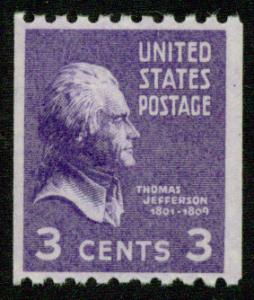 UNITED
STATES
POSTAGE
THOMAS
JEFFERSON
1801-1809
3 CENTS 3